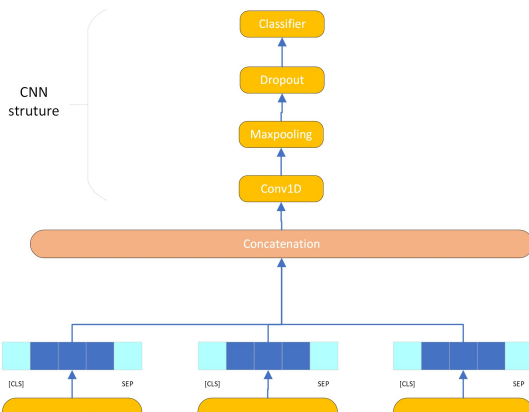 Classifier
Dropout
CNN
struture
Maxpooling
Conv1D
Concatenation
[CLS] SEP [CLS] SEP [CLS] SEP